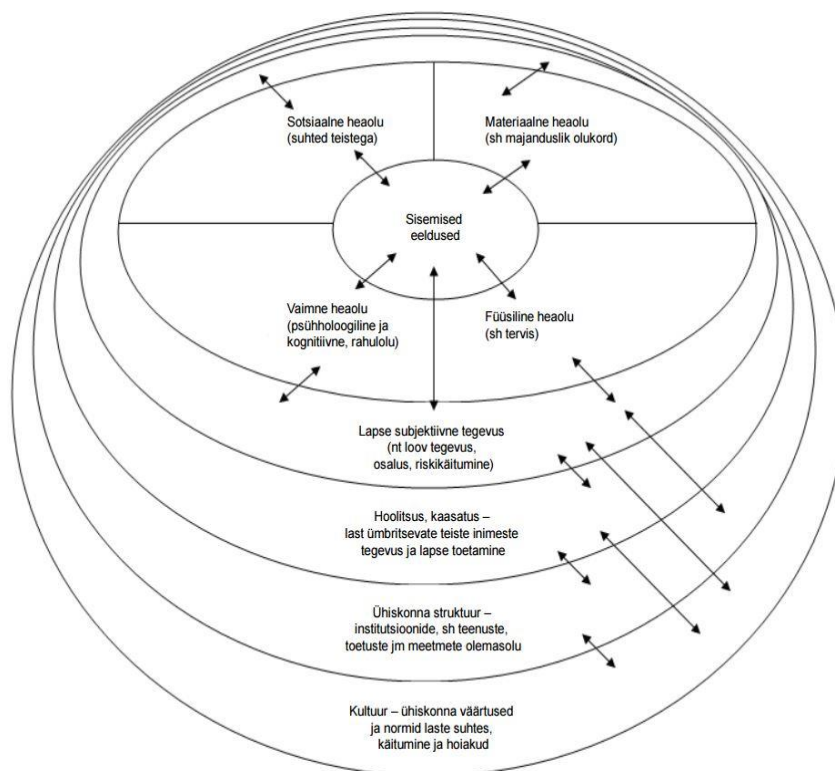 Sotsiaalne heaolu
(suhted teistega)
Materiaalne heaolu
(sh majanduslik olukord)
Sisemised
eeldused
Vaimne heaolu
(psühholoogiline ja
kognitiivne, rahulolu)
Füüsiline heaolu
(sh tervis)
Lapse subjektiivne tegevus
(nt loov tegevus,
osalus, riskikäitumine)
Hoolitsus, kaasatus –
last ümbritsevate teiste inimeste
tegevus ja lapse toetamine
Ühiskonna struktuur –
institutsioonide, sh teenuste,
toetuste jm meetmete olemasolu
Kultuur – ühiskonna väärtused
ja normid laste suhtes,
käitumine ja hoiakud